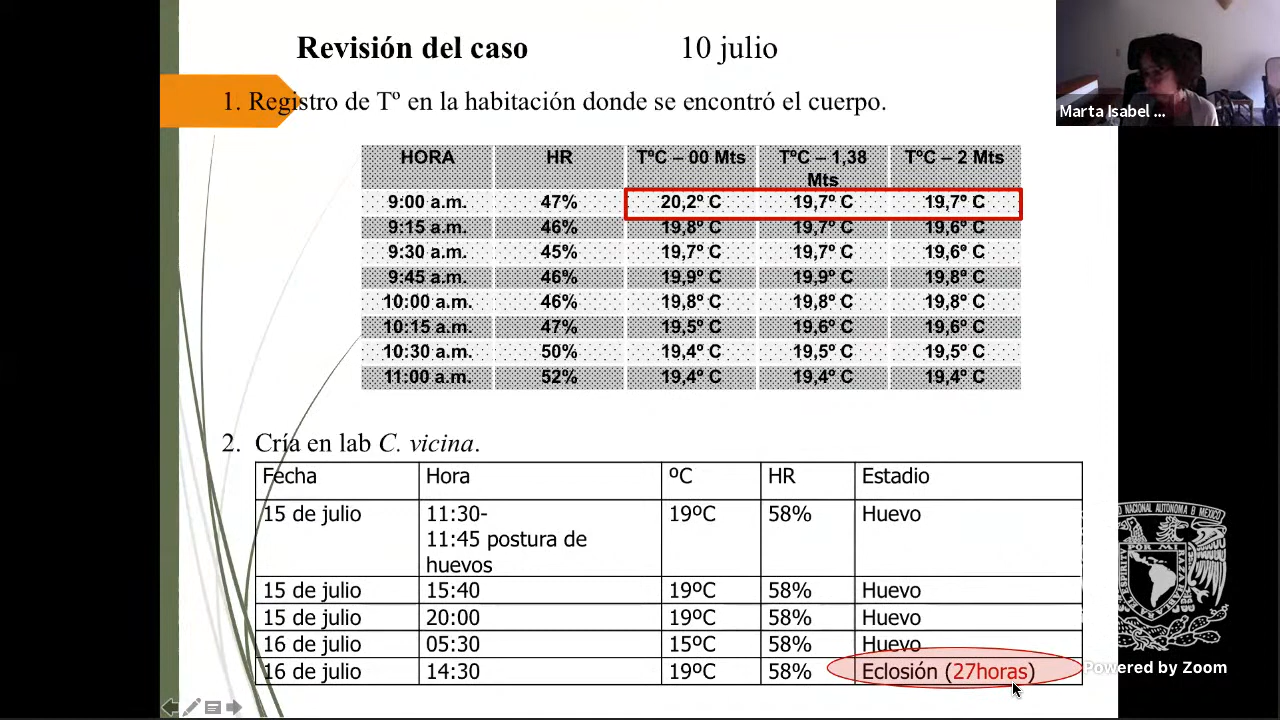 Revisión del caso 10 julio
1. Registro de Tº en la habitación donde se encontró el cuerpo.
Marta Isabel ...
HORA HR TºC – 00 Mts TºC – 1,38 Mts TºC – 2 Mts
9:00 a.m. 47% 20,2º C 19,7º C 19,7º C
9:15 a.m. 46% 19,8º C 19,7º C 19,6º C
9:30 a.m. 45% 19,7º C 19,7º C 19,6º C
9:45 a.m. 46% 19,9º C 19,9º C 19,8º C
10:00 a.m. 46% 19,8º C 19,8º C 19,8º C
10:15 a.m. 47% 19,5º C 19,6º C 19,6º C
10:30 a.m. 50% 19,4º C 19,5º C 19,5º C
11:00 a.m. 52% 19,4º C 19,4º C 19,4º C
2. Cría en lab C. vicina.
Fecha Hora ºC HR Estadio
15 de julio 11:30- 19ºC 58% Huevo
11:45 postura de
huevos
15 de julio 15:40 19ºC 58% Huevo
15 de julio 20:00 19ºC 58% Huevo
16 de julio 05:30 15ºC 58% Huevo
16 de julio 14:30 19ºC 58% Eclosión (27horas)
Powered by Zoom